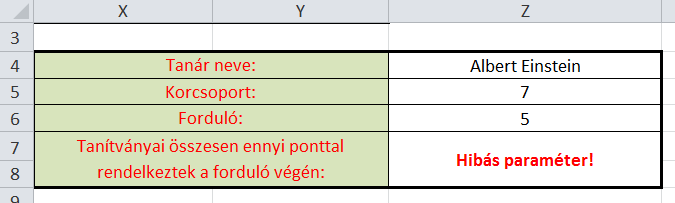 X Y Z
3
4 Tanár neve: Albert Einstein
5 Korcsoport: 7
6 Forduló: 5
7 Tanítványai összesen ennyi ponttal
8 rendelkeztek a forduló végén: Hibás paraméter!
9